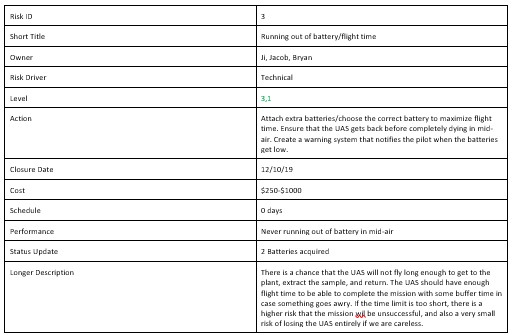 Risk ID 3
Short Title Running out of battery/flight time
Owner Ji, Jacob, Bryan
Risk Driver Technical
Level 3,1
Action Attach extra batteries/choose the correct battery to maximize flight
time. Ensure that the UAS gets back before completely dying in mid-
air. Create a warning system that notifies the pilot when the batteries
get low.
Closure Date 12/10/19
Cost $250-$1000
Schedule 0 days
Performance Never running out of battery in mid-air
Status Update 2 Batteries acquired
Longer Description There is a chance that the UAS will not fly long enough to get to the
plant, extract the sample, and return. The UAS should have enough
flight time to be able to complete the mission with some buffer time in
case something goes awry. If the time limit is too short, there is a
higher risk that the mission wil be unsuccessful, and also a very small
risk of losing the UAS entirely if we are careless.